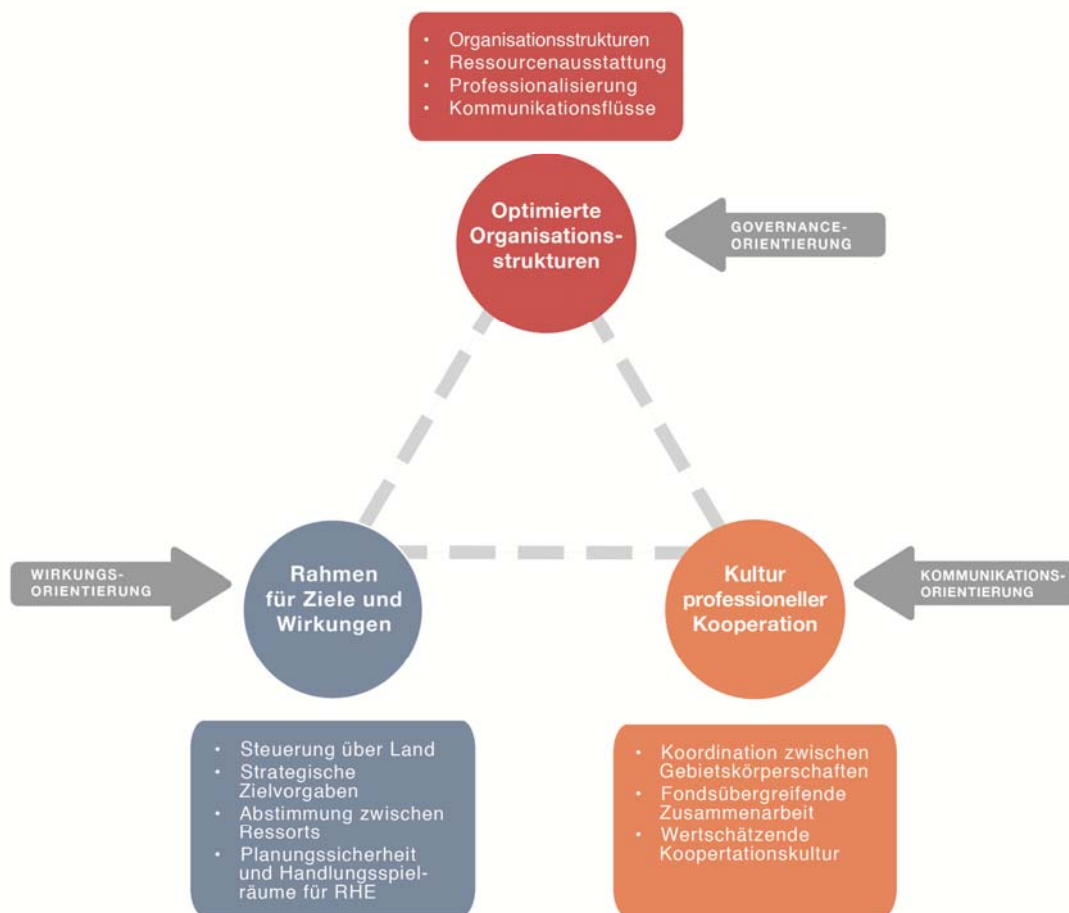 • Organisationsstrukturen
• Ressourcenausstattung
• Professionalisierung
• Kommunikationsflüsse
Optimierte
Organisations-
strukturen
GOVERNANCE-
ORIENTIERUNG
WIRKUNGS-
ORIENTIERUNG
Rahmen
für Ziele und
Wirkungen
Kultur
professioneller
Kooperation
KOMMUNIKATIONS-
ORIENTIERUNG
• Steuerung über Land
• Strategische
Zielvorgaben
• Abstimmung zwischen
Ressorts
• Planungssicherheit
und Handlungsspiel-
räume für RHE
• Koordination zwischen
Gebietskörperschaften
• Fondsübergreifende
Zusammenarbeit
• Wertschätzende
Koopertationskultur